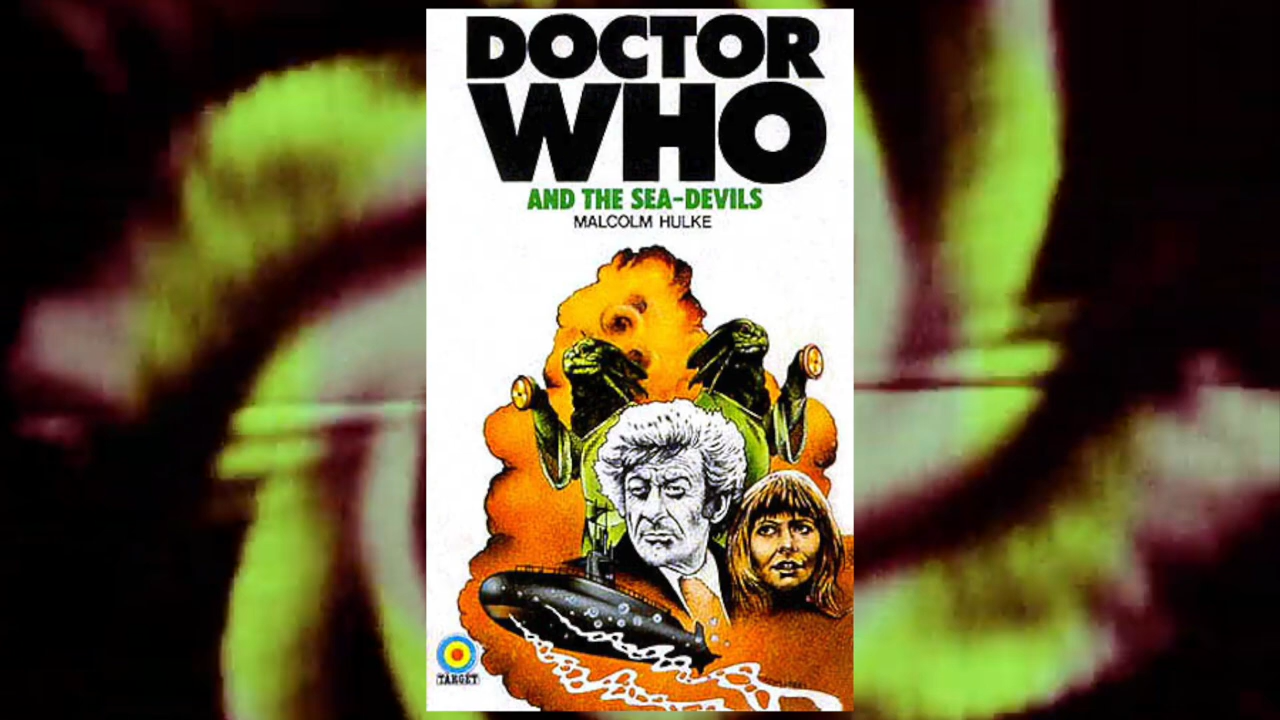 DOCTOR
WHO
AND THE SEA-DEVILS
MALCOLM HULKE
TARGET